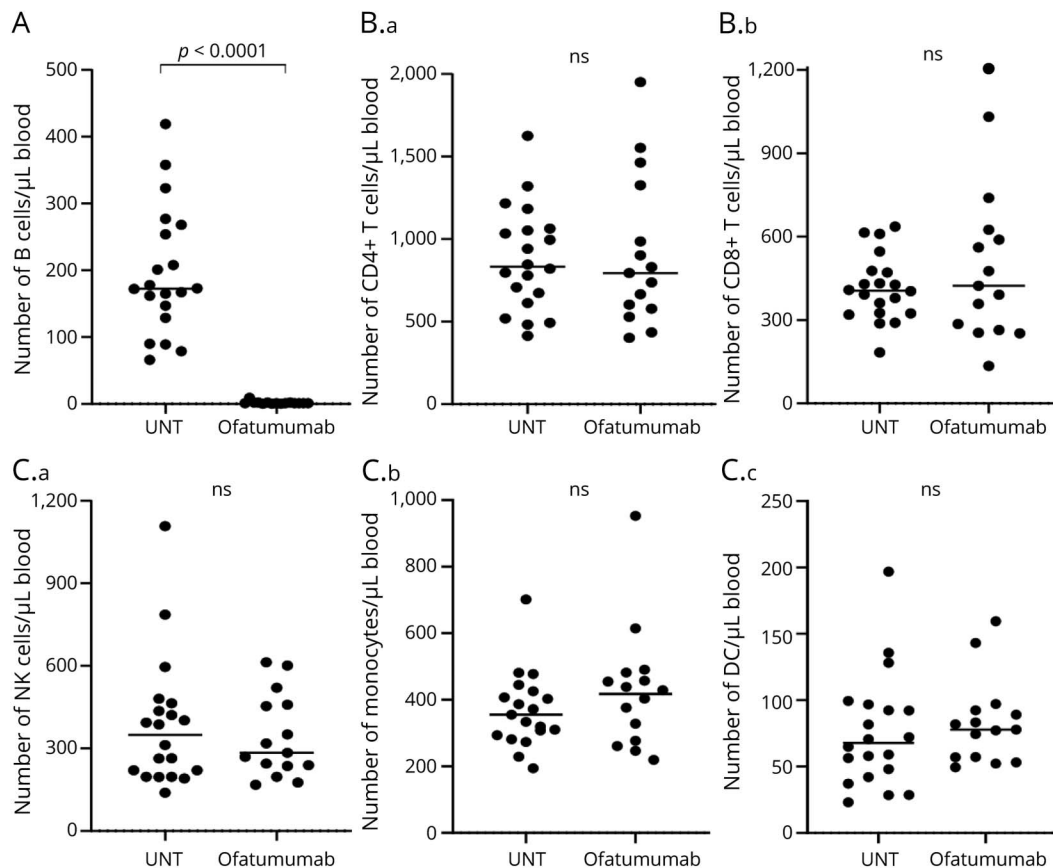 A
p < 0.0001
Number of B cells/µL blood
500
400
300
200
100
0
UNT
Ofatumumab
B.a
ns
Number of CD4+ T cells/µL blood
2,000
1,500
1,000
500
0
UNT
Ofatumumab
B.b
ns
Number of CD8+ T cells/µL blood
1,200
900
600
300
0
UNT
Ofatumumab
C.a
ns
Number of NK cells/µL blood
1,200
900
600
300
0
UNT
Ofatumumab
C.b
ns
Number of monocytes/µL blood
1,000
800
600
400
200
0
UNT
Ofatumumab
C.c
ns
Number of DC/µL blood
250
200
150
100
50
0
UNT
Ofatumumab